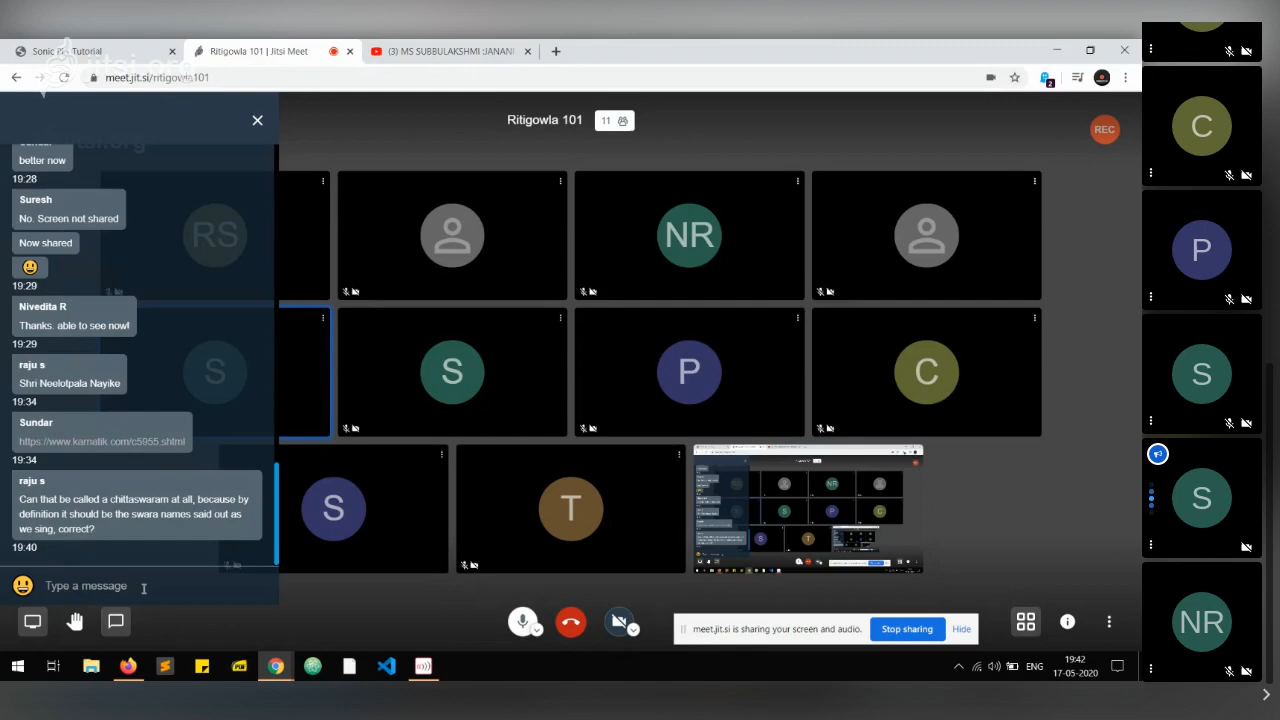 Sonic Pi Tutorial
Ritigowla 101 | Jitsi Meet
(3) MS SUBBULAKSHMI :JANANI
jitsi.org
meet.jit.si/ritigowla101
2
Ritigowla 101
11
REC
better now
19:28
Suresh
No. Screen not shared
Now shared
19:29
Nivedita R
Thanks. able to see now!
19:29
raju s
Shri Neelotpala Nayike
19:34
Sundar
https://www.karnatik.com/c5955.shtml
19:34
raju s
Can that be called a chittaswaram at all, because by
definition it should be the swara names said out as
we sing, correct?
19:40
Type a message
RS
NR
S
S
P
C
S
T
C
P
S
S
NR
meet.jit.si is sharing your screen and audio.
Stop sharing
Hide
ENG
19:42
17-05-2020